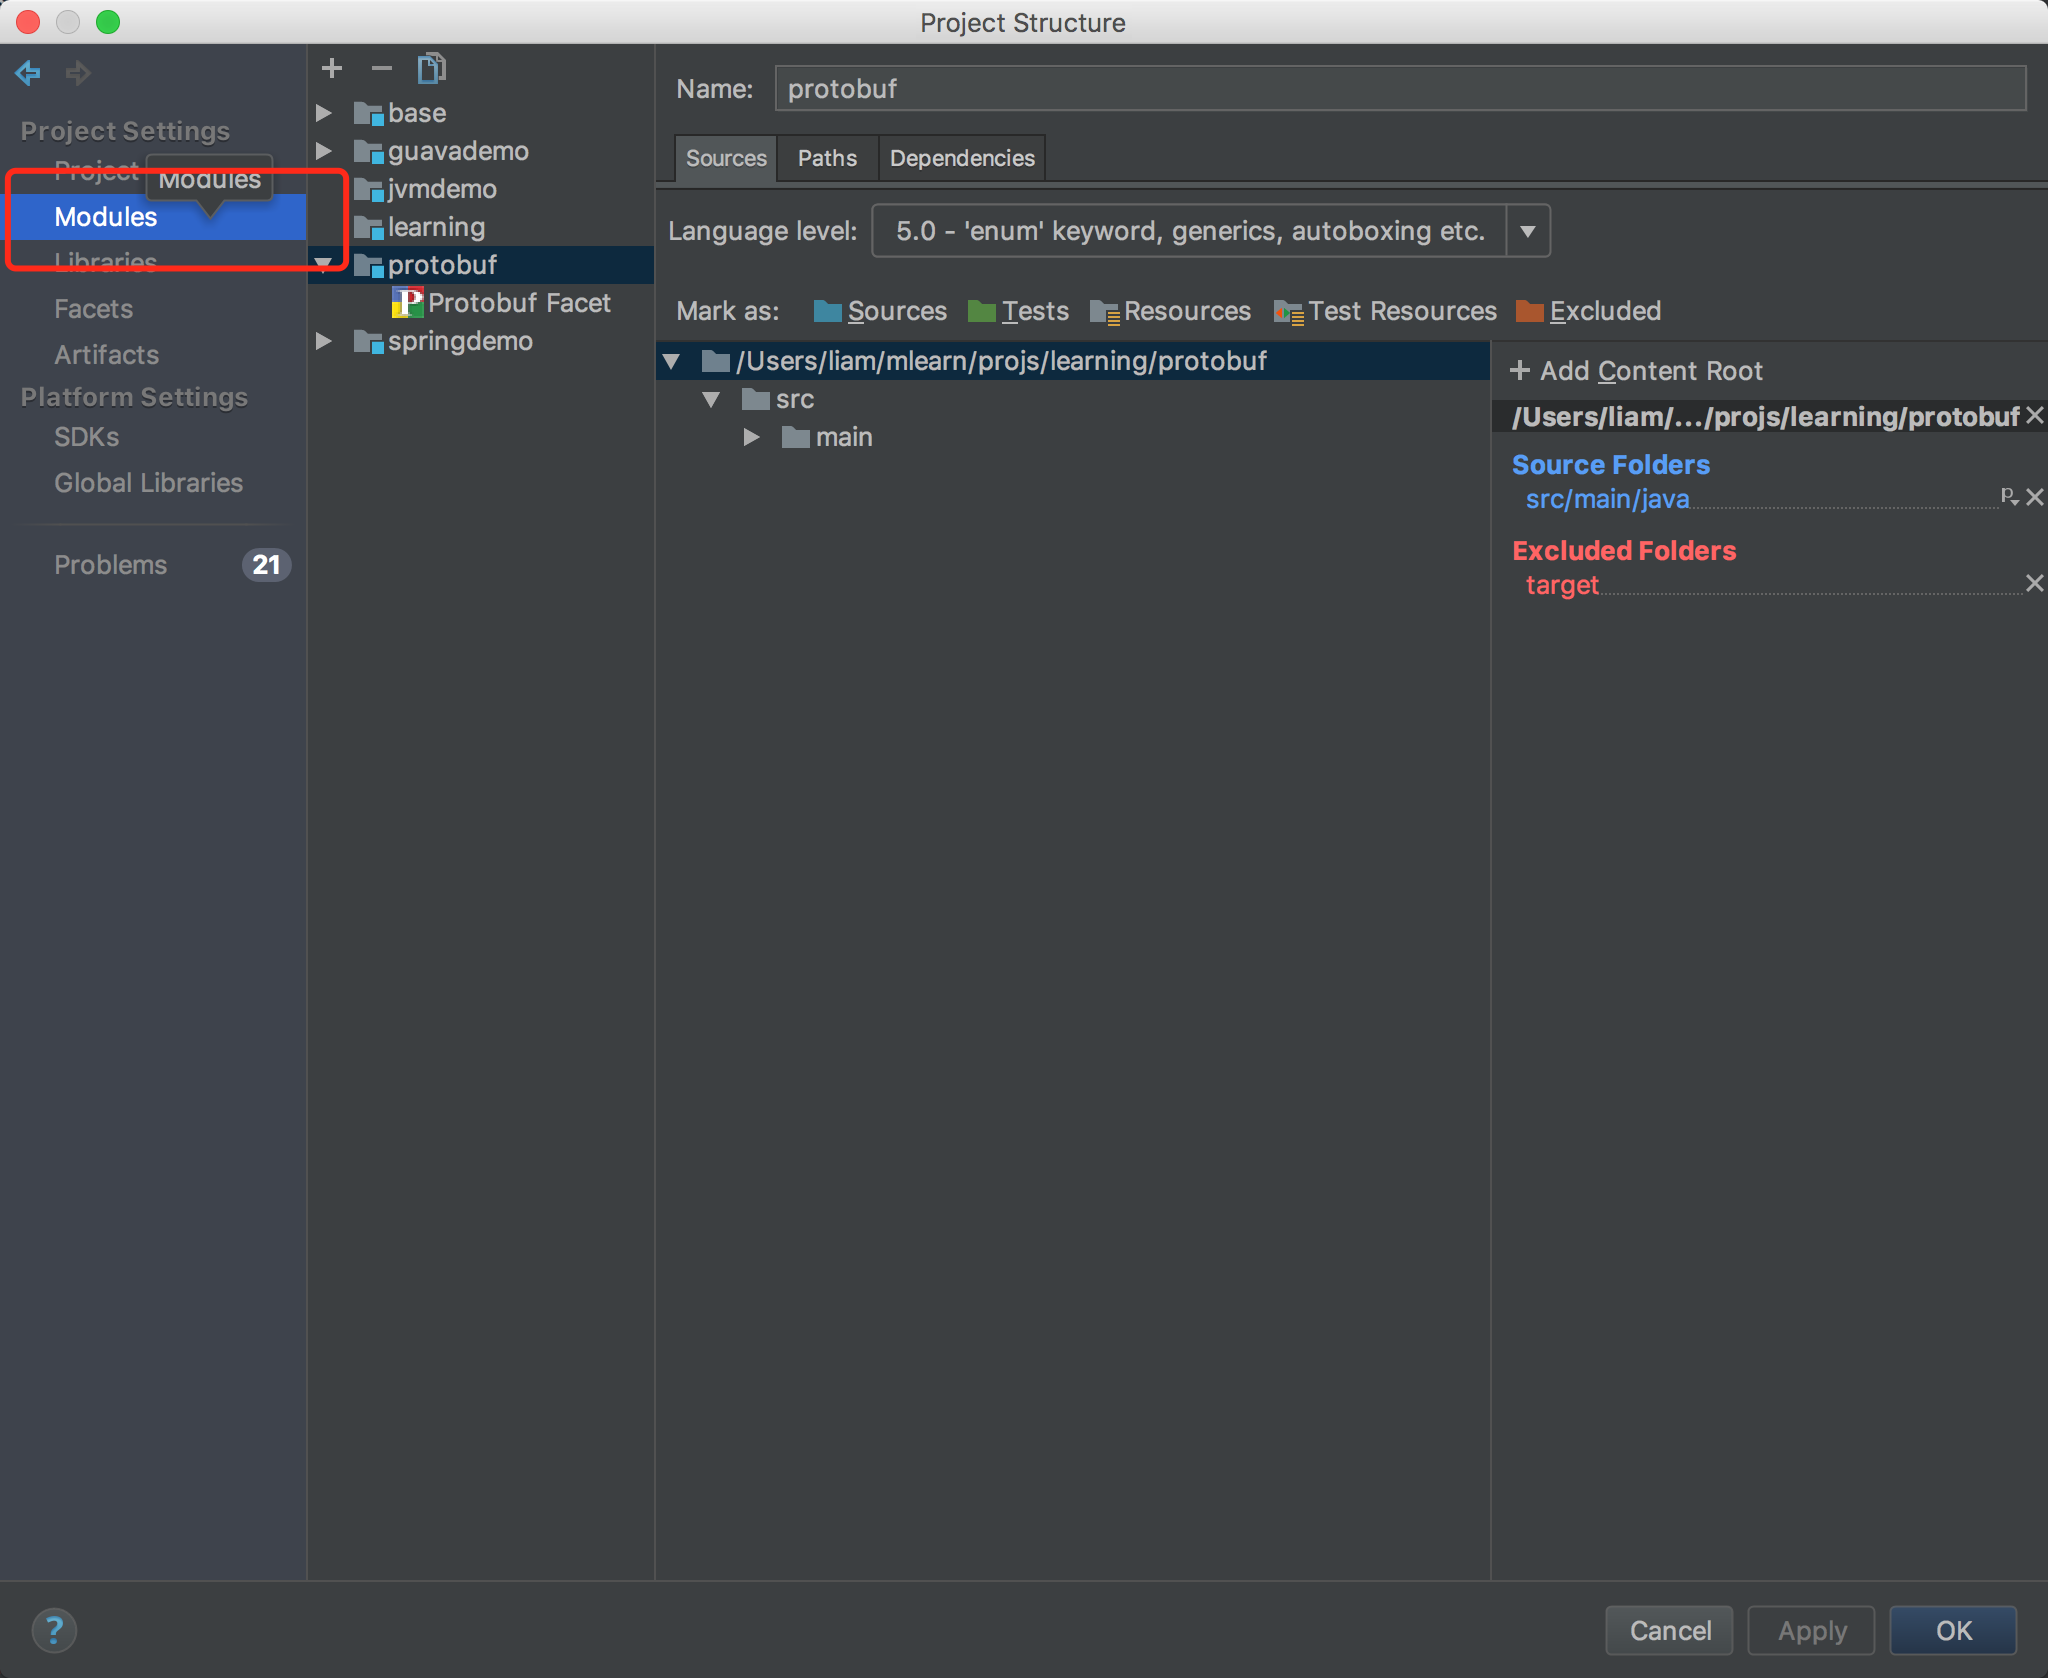 Project Structure
Project Settings
Project
Modules
Modules
Libraries
Facets
Artifacts
Platform Settings
SDKs
Global Libraries
Problems 21
base
guavademo
jvmdemo
learning
protobuf
Protobuf Facet
springdemo
Name: protobuf
Sources Paths Dependencies
Language level: 5.0 - 'enum' keyword, generics, autoboxing etc.
Mark as: Sources Tests Resources Test Resources Excluded
/Users/liam/mlearn/projs/learning/protobuf
src
main
+ Add Content Root
/Users/liam/.../projs/learning/protobuf
Source Folders
src/main/java
Excluded Folders
target
? Cancel Apply OK